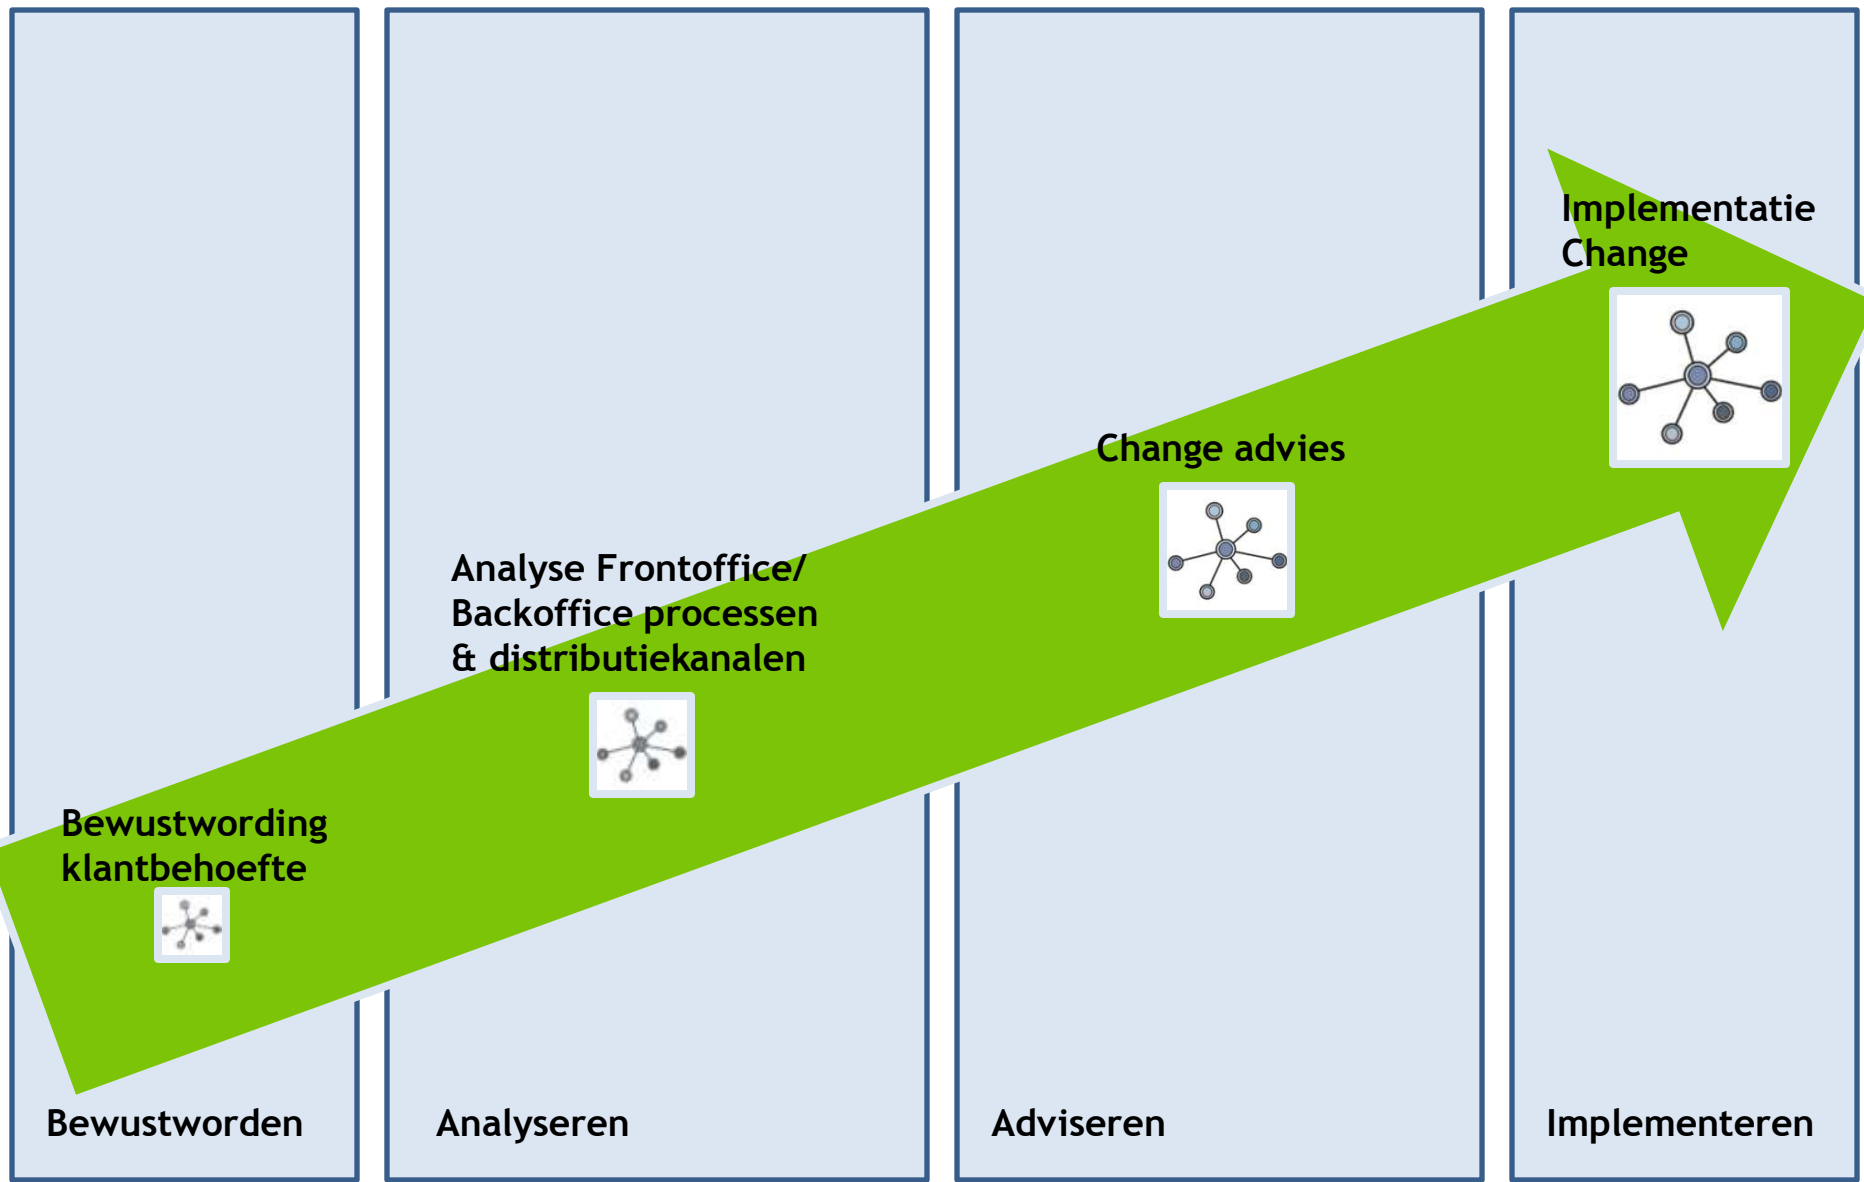 Implementatie
Change
Change advies
Analyse Frontoffice/
Backoffice processen
& distributiekanalen
Bewustwording
klantbehoefte
Bewustworden
Analyseren
Adviseren
Implementeren